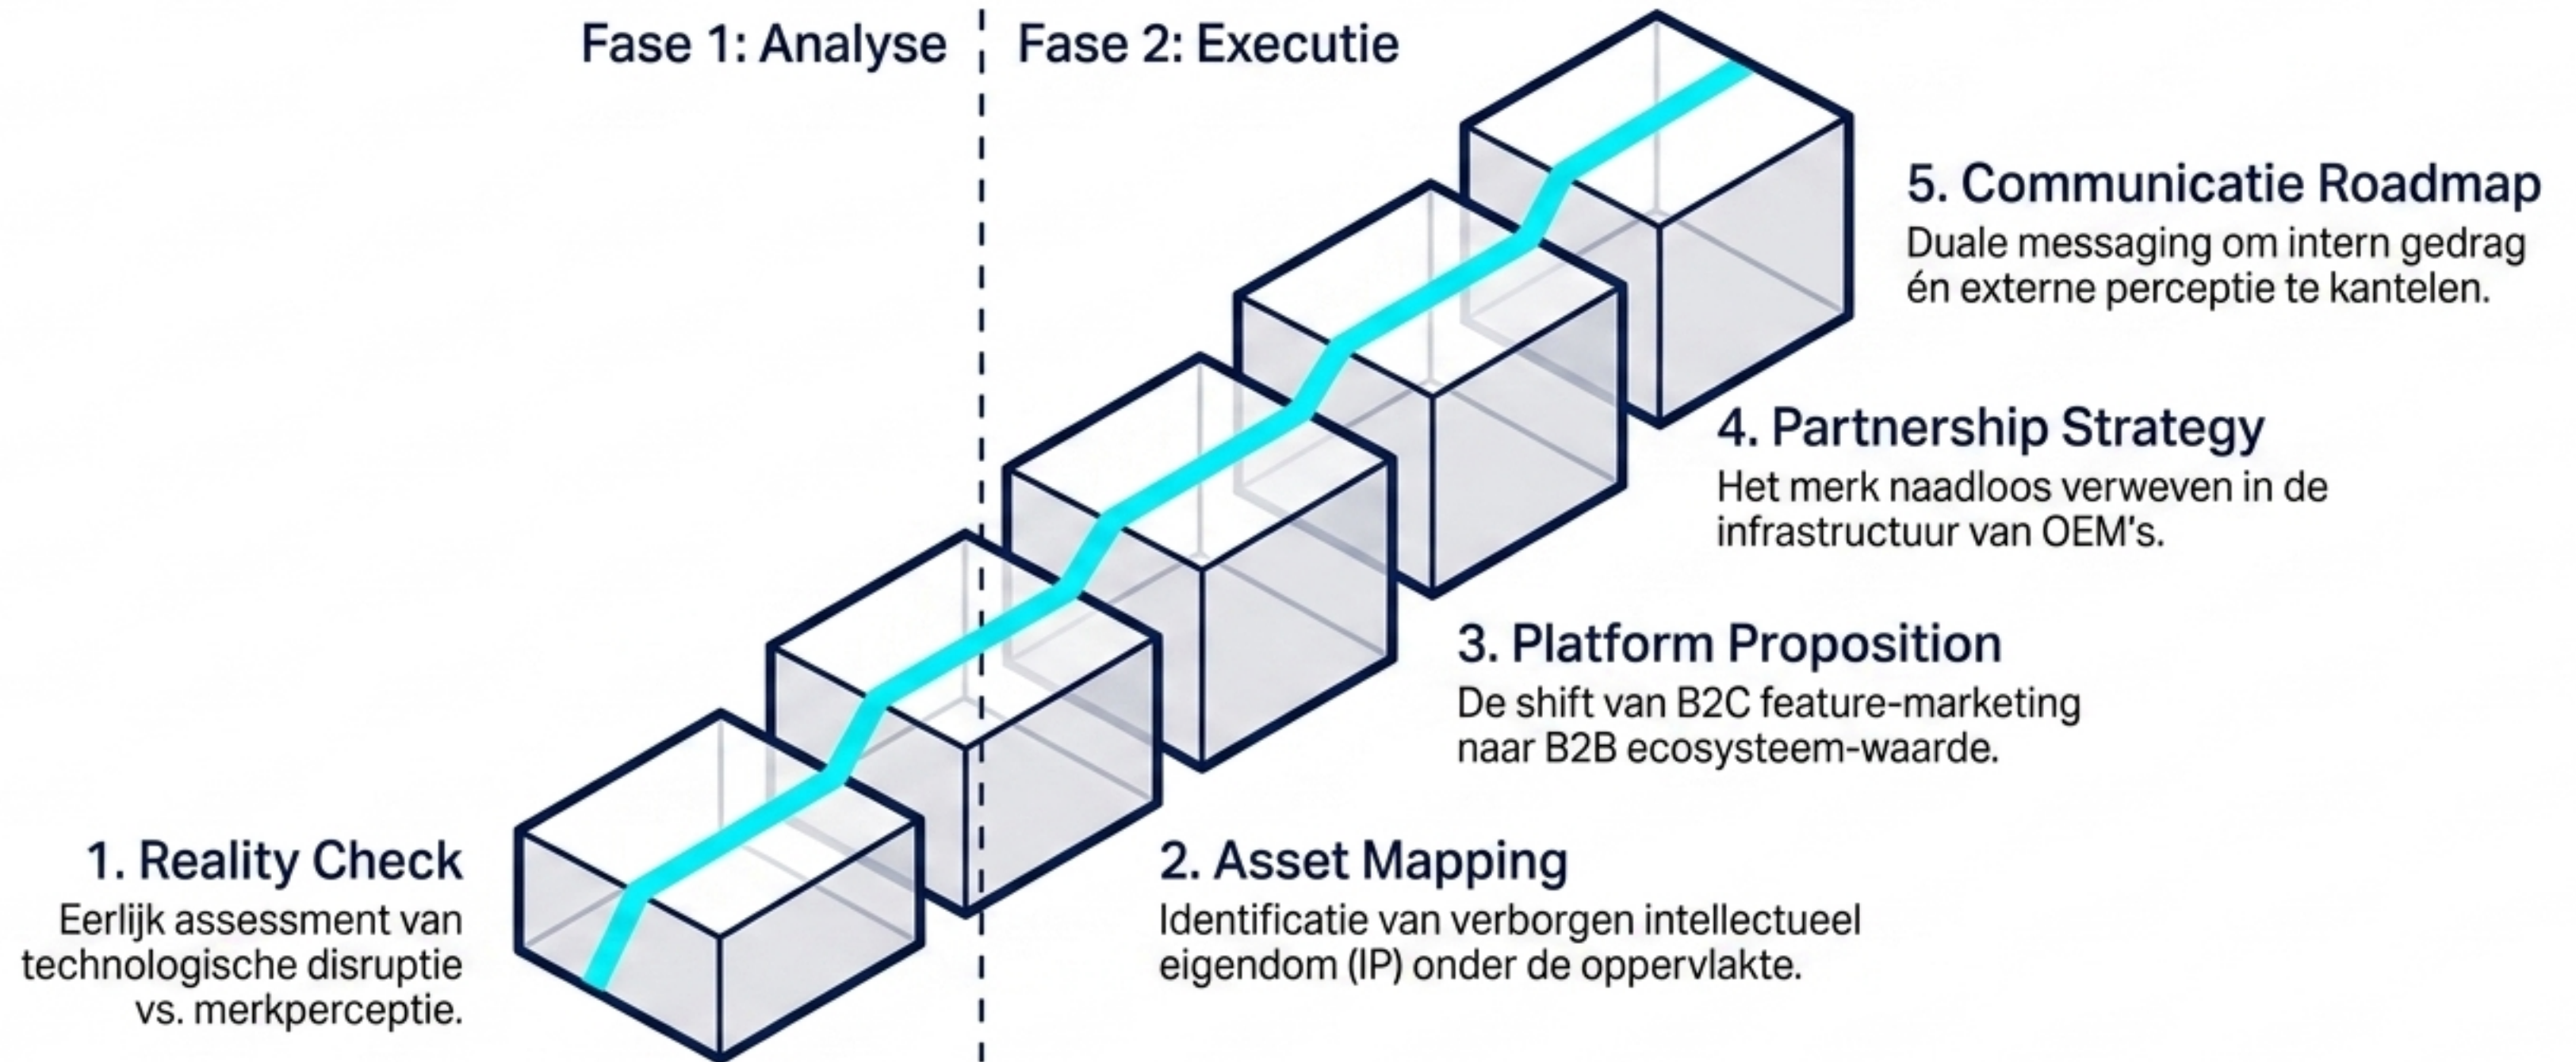 Fase 1: Analyse
Fase 2: Executie
1. Reality Check
Eerlijk assessment van
technologische disruptie
vs. merkperceptie.
2. Asset Mapping
Identificatie van verborgen intellectueel
eigendom (IP) onder de oppervlakte.
3. Platform Proposition
De shift van B2C feature-marketing
naar B2B ecosysteem-waarde.
4. Partnership Strategy
Het merk naadloos verweven in de
infrastructuur van OEM's.
5. Communicatie Roadmap
Duale messaging om intern gedrag
én externe perceptie te kantelen.